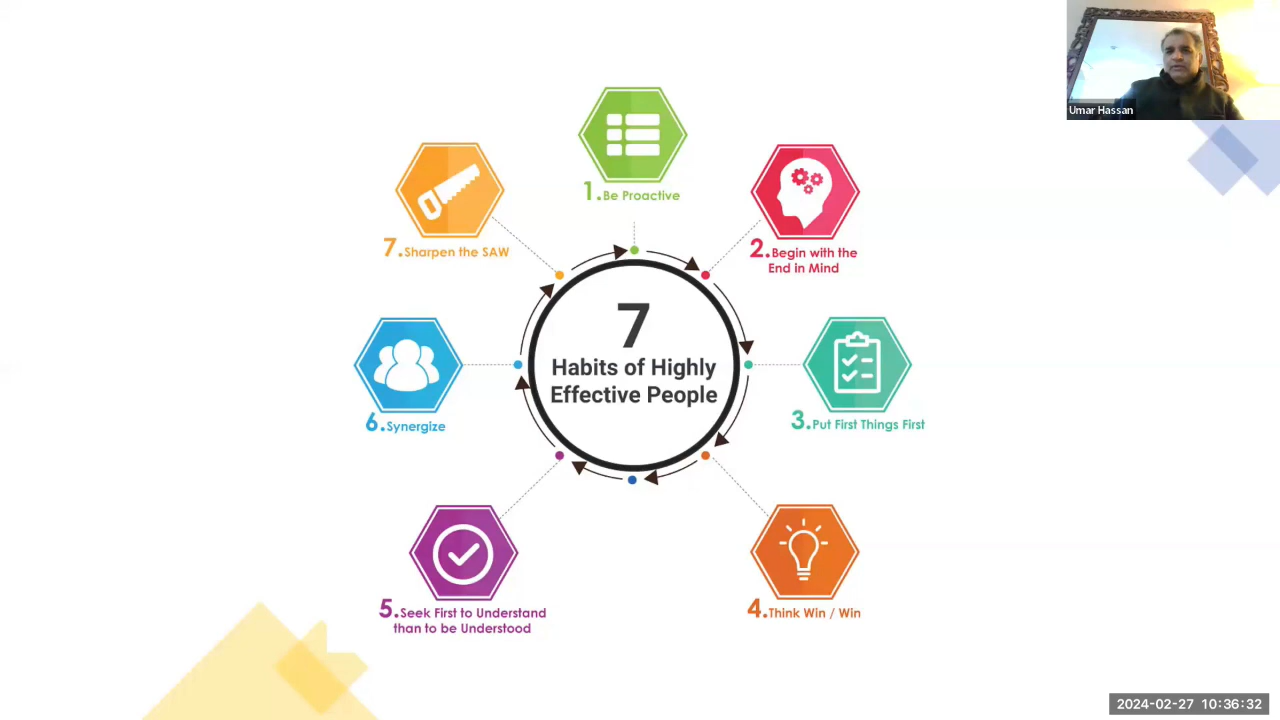 Umar Hassan
1.Be Proactive
2.Begin with the
End in Mind
3.Put First Things First
4.Think Win / Win
5.Seek First to Understand
than to be Understood
6.Synergize
7.Sharpen the SAW
7
Habits of Highly
Effective People
2024-02-27 10:36:32